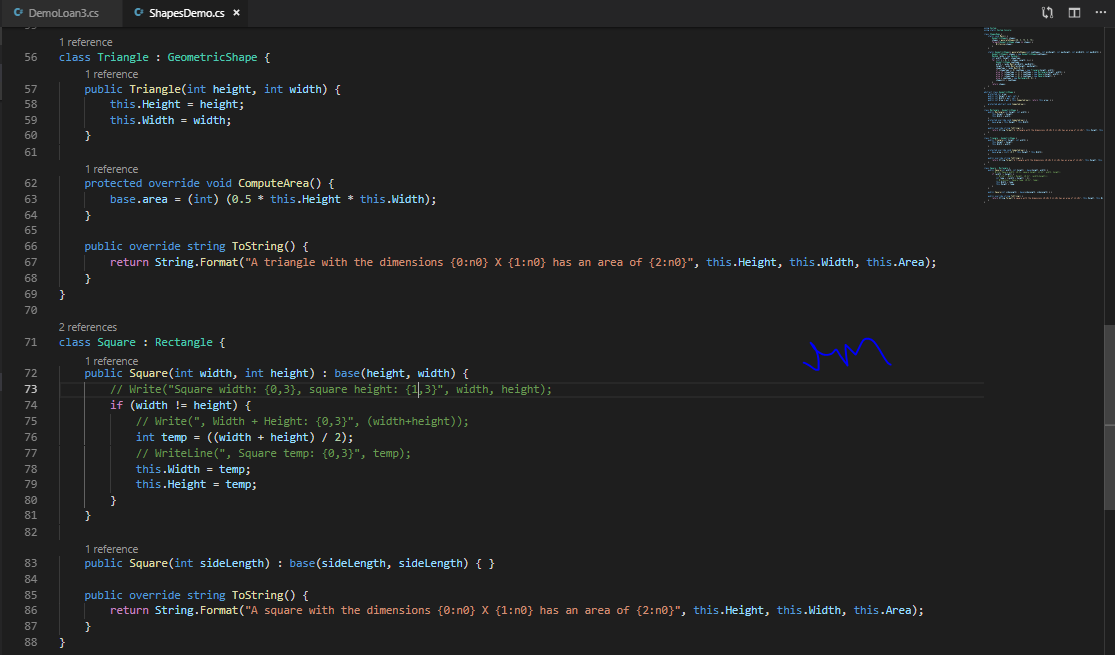 DemoLoan3.cs
ShapesDemo.cs ×
1 reference
56 class Triangle : GeometricShape {
1 reference
57 public Triangle(int height, int width) {
58 this.Height = height;
59 this.Width = width;
60 }
61
1 reference
62 protected override void ComputeArea() {
63 base.area = (int) (0.5 * this.Height * this.Width);
64 }
65
66 public override string ToString() {
67 return String.Format("A triangle with the dimensions {0:n0} X {1:n0} has an area of {2:n0}", this.Height, this.Width, this.Area);
68 }
69 }
70
2 references
71 class Square : Rectangle {
1 reference
72 public Square(int width, int height) : base(height, width) {
73 // Write("Square width: {0,3}, square height: {1,3}", width, height);
74 if (width != height) {
75 // Write(", Width + Height: {0,3}", (width+height));
76 int temp = ((width + height) / 2);
77 // WriteLine(", Square temp: {0,3}", temp);
78 this.Width = temp;
79 this.Height = temp;
80 }
81 }
82
1 reference
83 public Square(int sideLength) : base(sideLength, sideLength) { }
84
85 public override string ToString() {
86 return String.Format("A square with the dimensions {0:n0} X {1:n0} has an area of {2:n0}", this.Height, this.Width, this.Area);
87 }
88 }